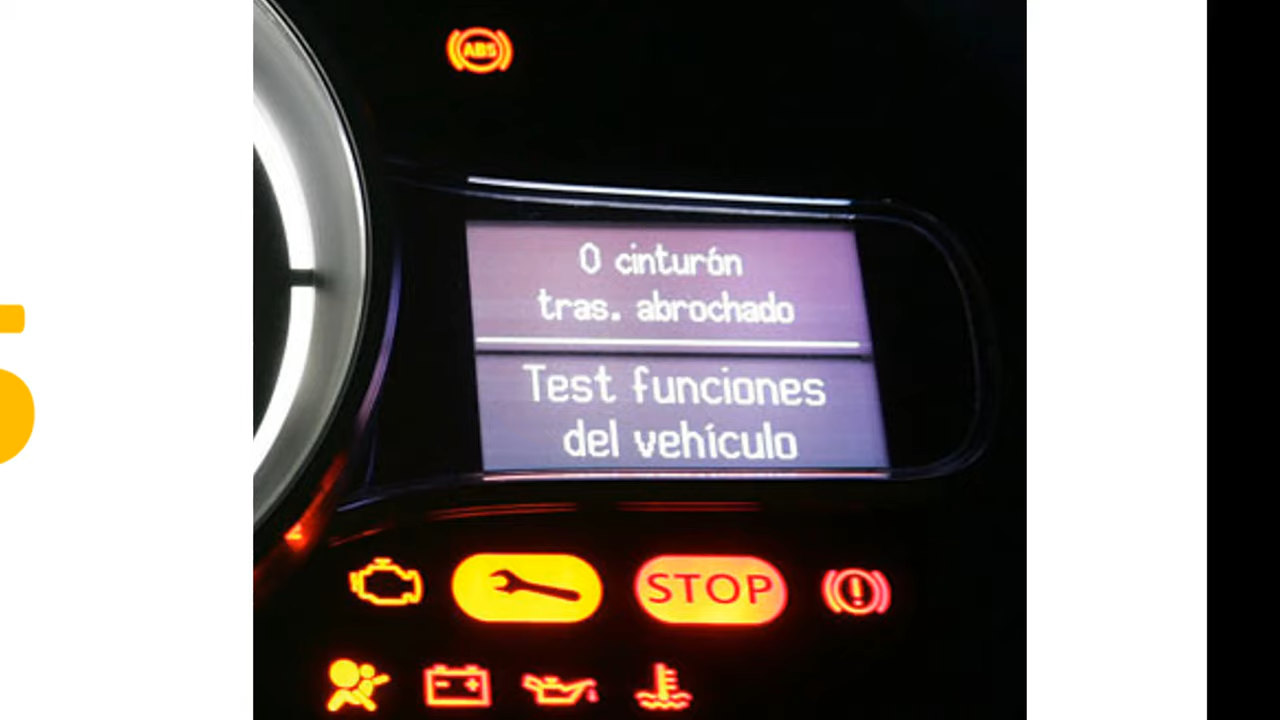 ABS
0 cinturón
tras. abrochado
Test funciones
del vehículo
STOP